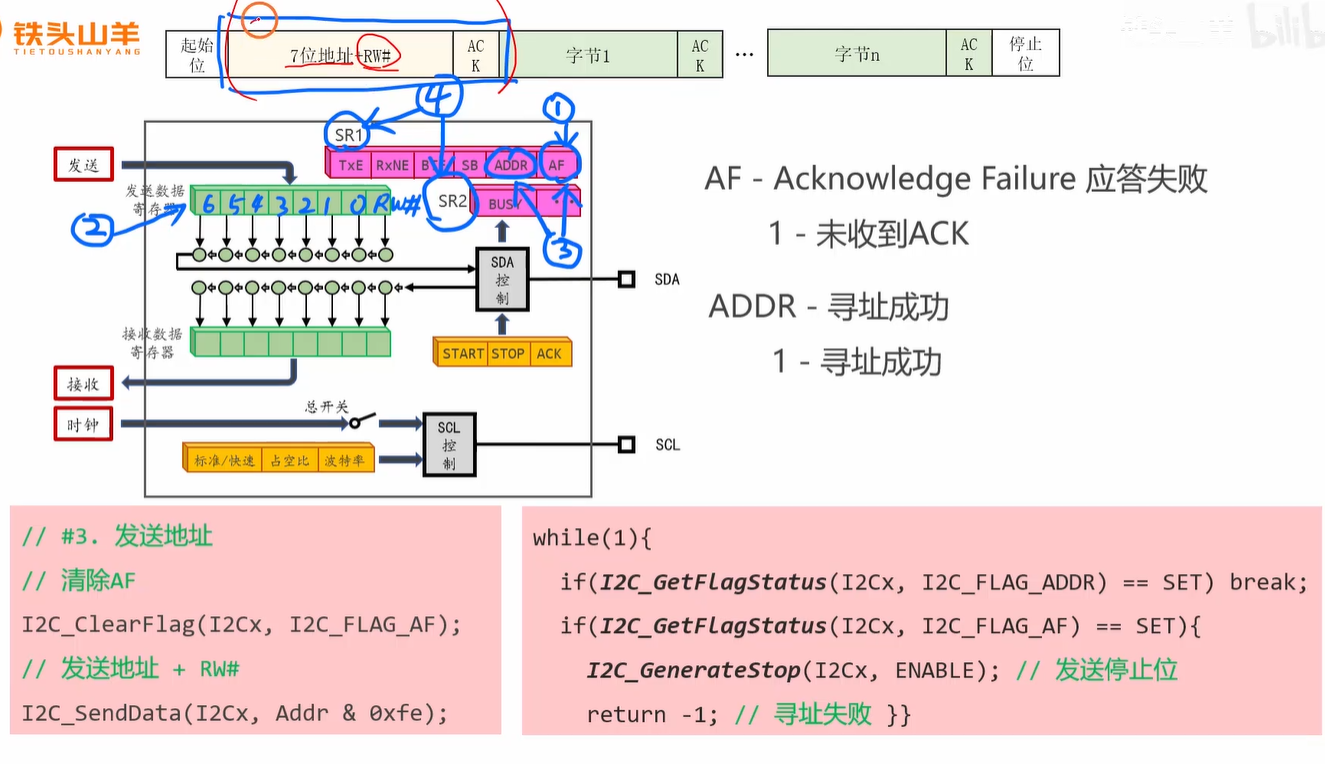 铁头山羊
TIETOUSHANYANG
起始位
7位地址+RW#
ACK
字节1
ACK
...
字节n
ACK
停止位
bilib
④
①
SR1
TxE RxNE SB ADDR AF
发送
发送数据寄存器
6 5 4 3 2 1 0 RW#
SR2
BUSY
②
③
SDA控制
SDA
接收数据寄存器
START STOP ACK
接收
时钟
总开关
SCL控制
SCL
标准/快速 占空比 波特率
AF - Acknowledge Failure 应答失败
1 - 未收到ACK
ADDR - 寻址成功
1 - 寻址成功
// #3. 发送地址
// 清除AF
I2C_ClearFlag(I2Cx, I2C_FLAG_AF);
// 发送地址 + RW#
I2C_SendData(I2Cx, Addr & 0xfe);
while(1){
if(I2C_GetFlagStatus(I2Cx, I2C_FLAG_ADDR) == SET) break;
if(I2C_GetFlagStatus(I2Cx, I2C_FLAG_AF) == SET){
I2C_GenerateStop(I2Cx, ENABLE); // 发送停止位
return -1; // 寻址失败 }}